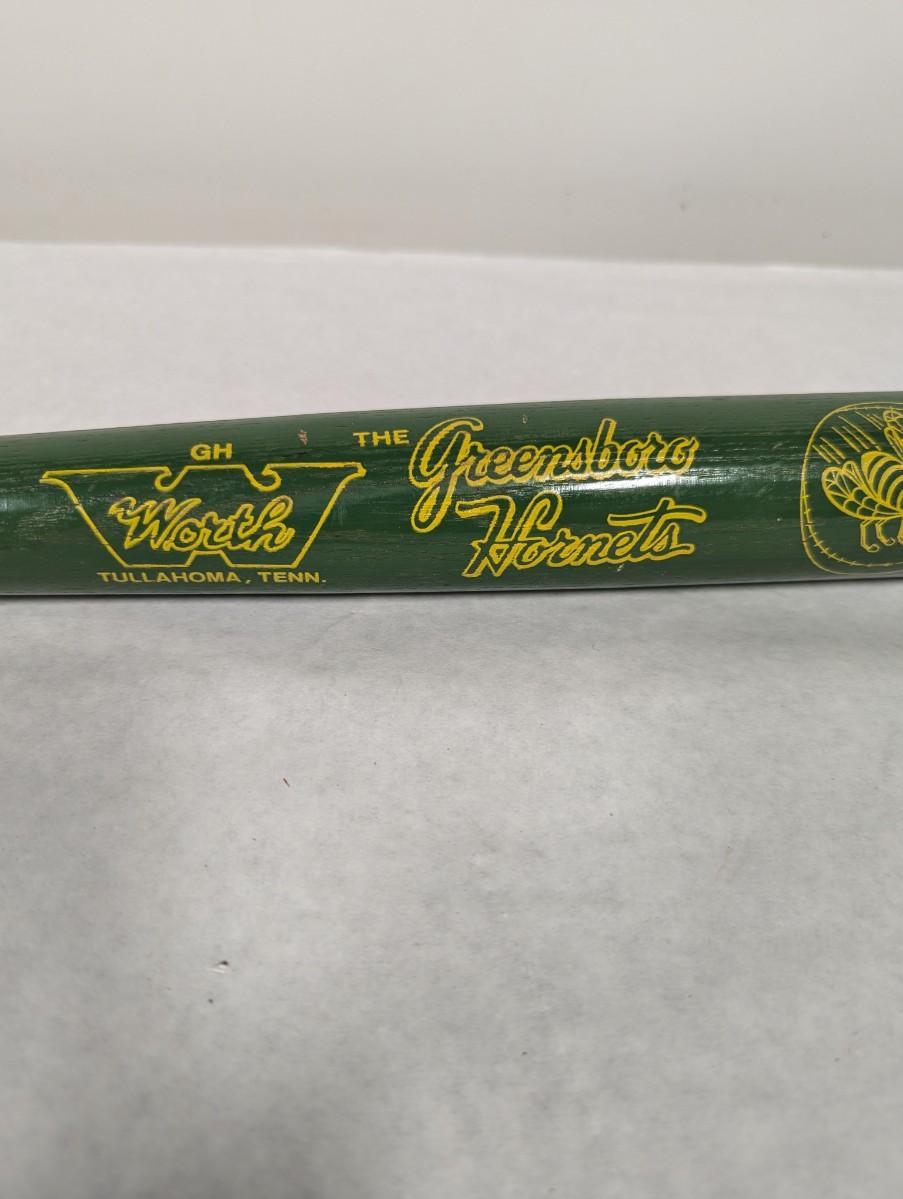 GH
Worth
TULLAHOMA, TENN.
THE Greensboro
Hornets